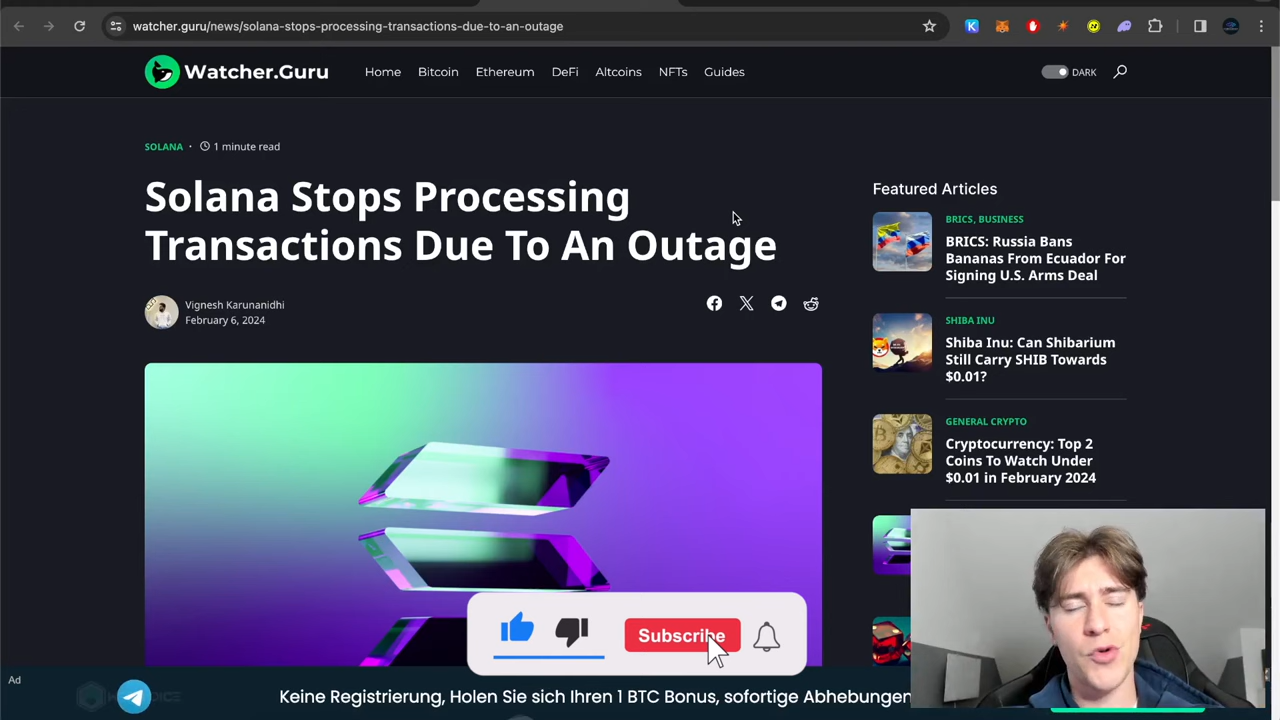 watcher.guru/news/solana-stops-processing-transactions-due-to-an-outage
Watcher.Guru
Home Bitcoin Ethereum DeFi Altcoins NFTs Guides
DARK
SOLANA • 1 minute read
Solana Stops Processing
Transactions Due To An Outage
Vignesh Karunanidhi
February 6, 2024
Featured Articles
BRICS, BUSINESS
BRICS: Russia Bans
Bananas From Ecuador For
Signing U.S. Arms Deal
SHIBA INU
Shiba Inu: Can Shibarium
Still Carry SHIB Towards
$0.01?
GENERAL CRYPTO
Cryptocurrency: Top 2
Coins To Watch Under
$0.01 in February 2024
Subscribe
Ad
Keine Registrierung, Holen Sie sich Ihren 1 BTC Bonus, sofortige Abhebungen